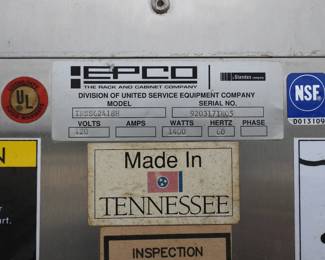 EPCO
THE RACK AND CABINET COMPANY
DIVISION OF UNITED SERVICE EQUIPMENT COMPANY
MODEL
SERIAL NO.
VOLTS
AMPS
WATTS
HERTZ
PHASE
120
1400
60
UL
NSF
Made In
TENNESSEE
INSPECTION